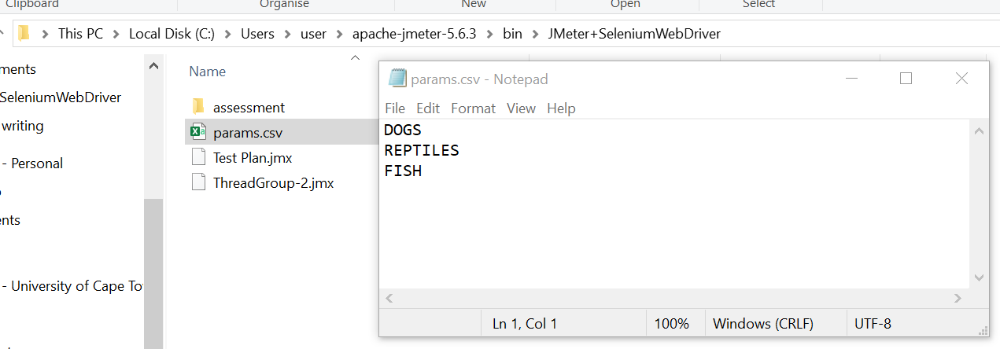 Clipboard Organise New Open Select
This PC Local Disk (C:) Users user apache-jmeter-5.6.3 bin JMeter+SeleniumWebDriver
ments
SeleniumWebDriver
writing
- Personal
ents
- University of Cape To
Name
assessment
params.csv
Test Plan.jmx
ThreadGroup-2.jmx
params.csv - Notepad
File Edit Format View Help
DOGS
REPTILES
FISH
Ln 1, Col 1 100% Windows (CRLF) UTF-8